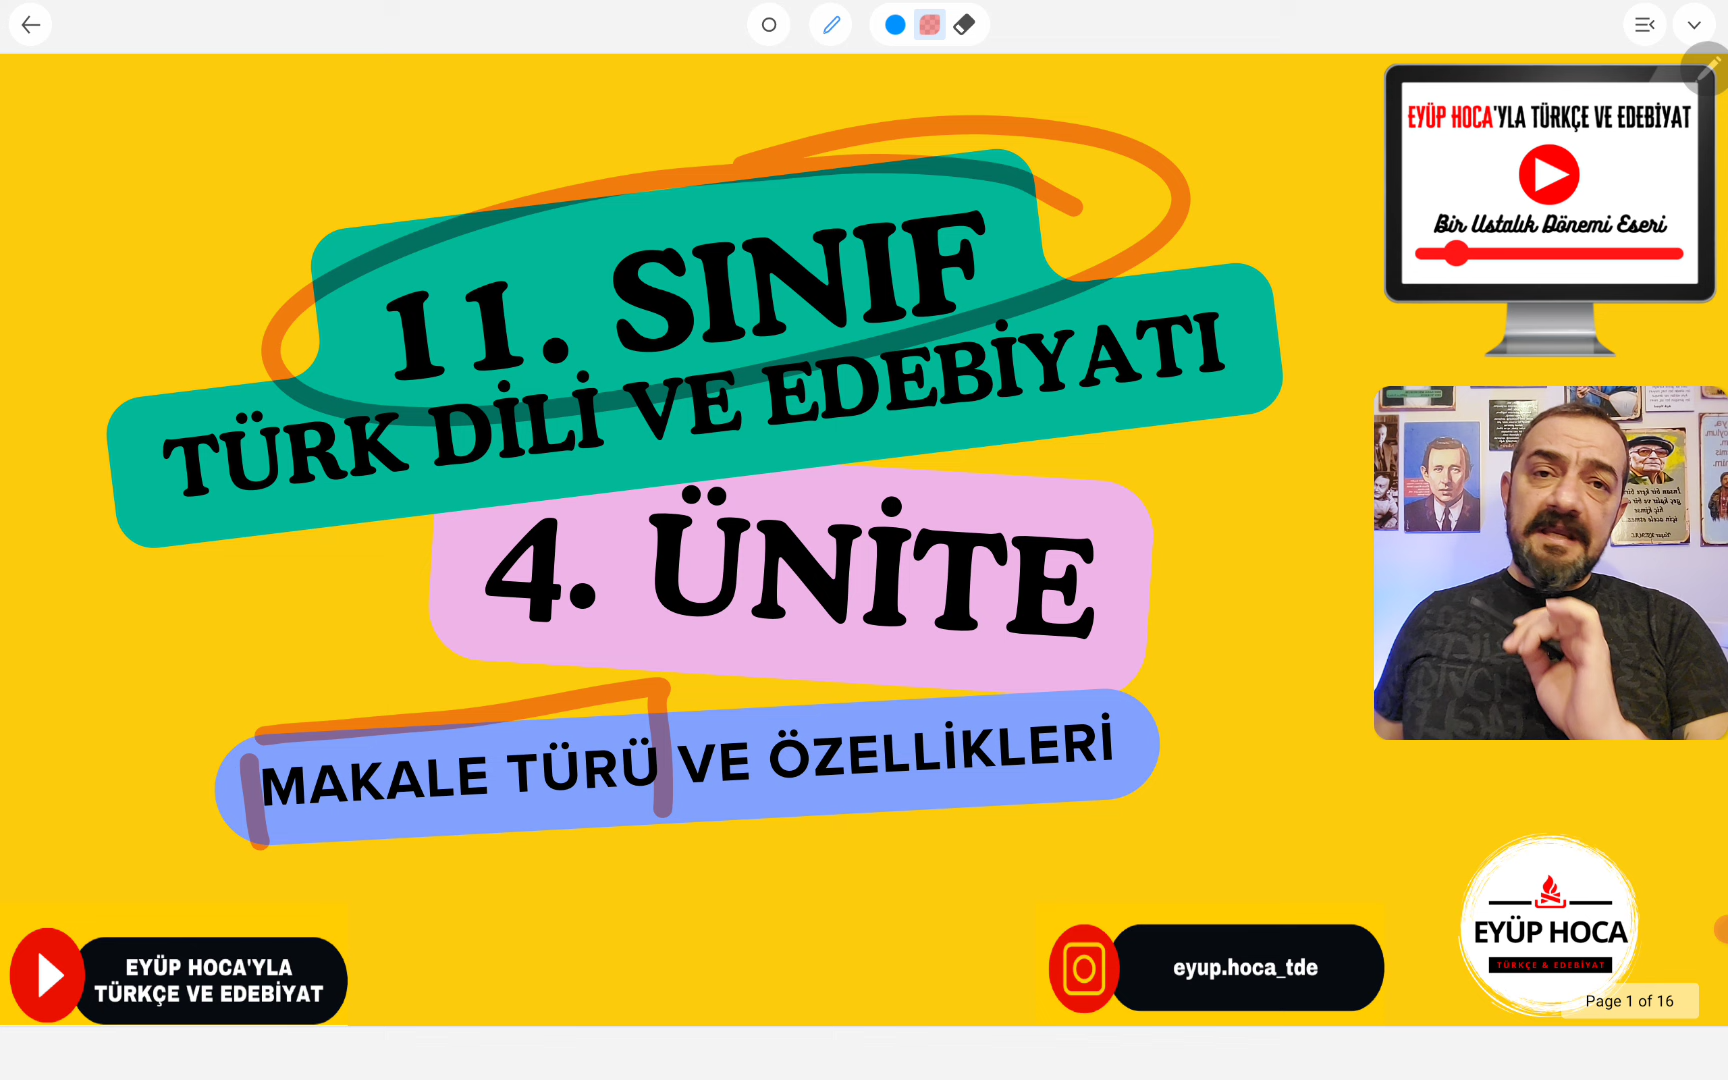 EYÜP HOCA'YLA TÜRKÇE VE EDEBİYAT
Bir Ustalık Dönemi Eseri
11. SINIF
TÜRK DİLİ VE EDEBİYATI
4. ÜNİTE
MAKALE TÜRÜ VE ÖZELLİKLERİ
EYÜP HOCA'YLA
TÜRKÇE VE EDEBİYAT
eyup.hoca_tde
EYÜP HOCA
TÜRKÇE & EDEBİYAT
Page 1 of 16